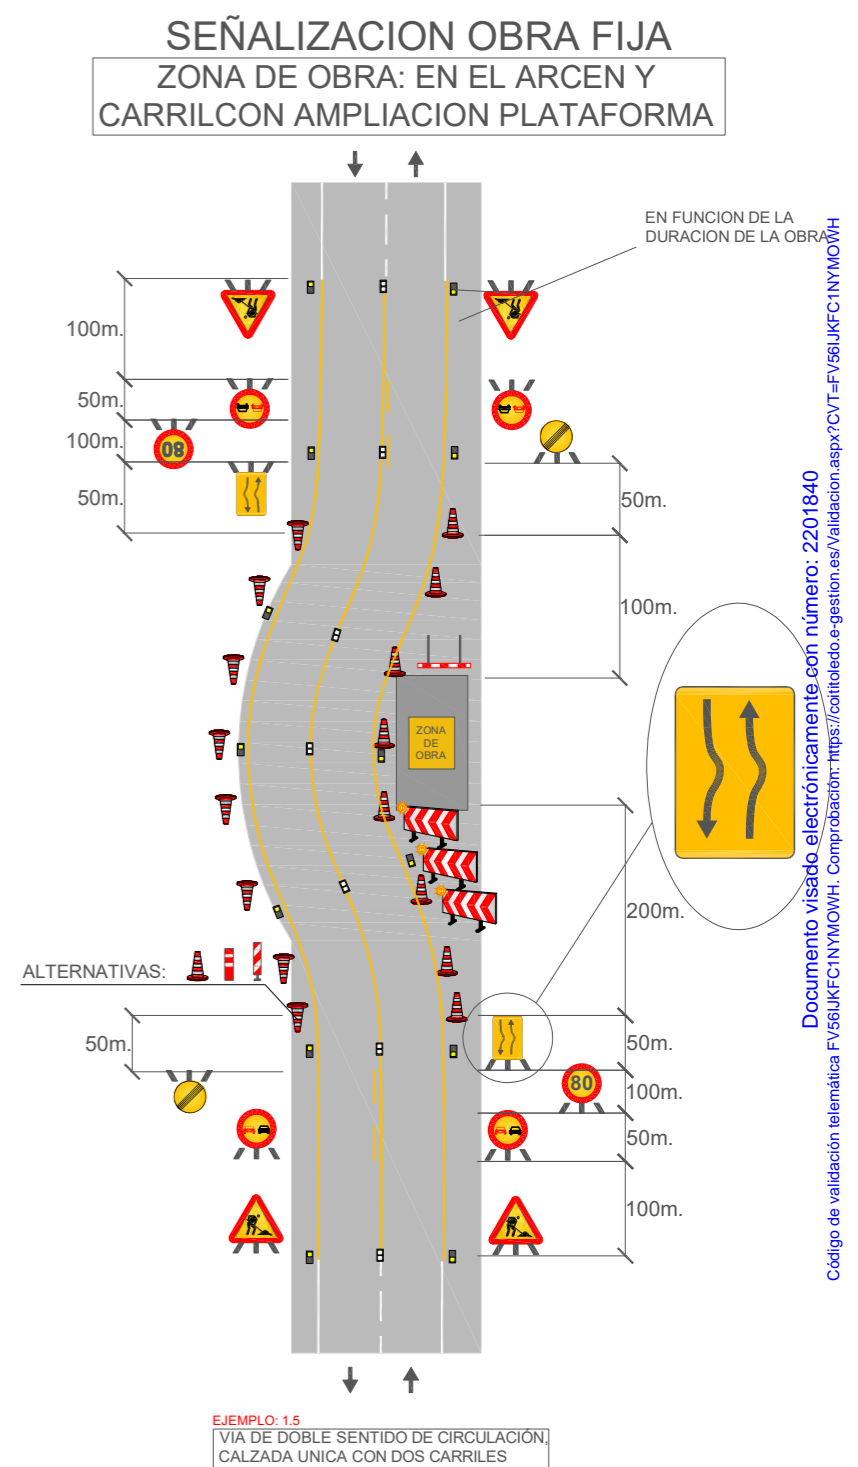 SEÑALIZACION OBRA FIJA
ZONA DE OBRA: EN EL ARCEN Y
CARRILCON AMPLIACION PLATAFORMA
EN FUNCION DE LA
DURACION DE LA OBRA
100m.
50m.
100m.
80
50m.
50m.
100m.
ZONA
DE
OBRA
200m.
ALTERNATIVAS:
50m.
50m.
80
100m.
50m.
100m.
EJEMPLO: 1.5
VIA DE DOBLE SENTIDO DE CIRCULACIÓN,
CALZADA UNICA CON DOS CARRILES
Documento visado electrónicamente con número: 2201840
Código de validación telemática FV56IJKFC1NYMOWH. Comprobación: https://coititoledo.e-gestion.es/Validacion.aspx?CVT=FV56IJKFC1NYMOWH